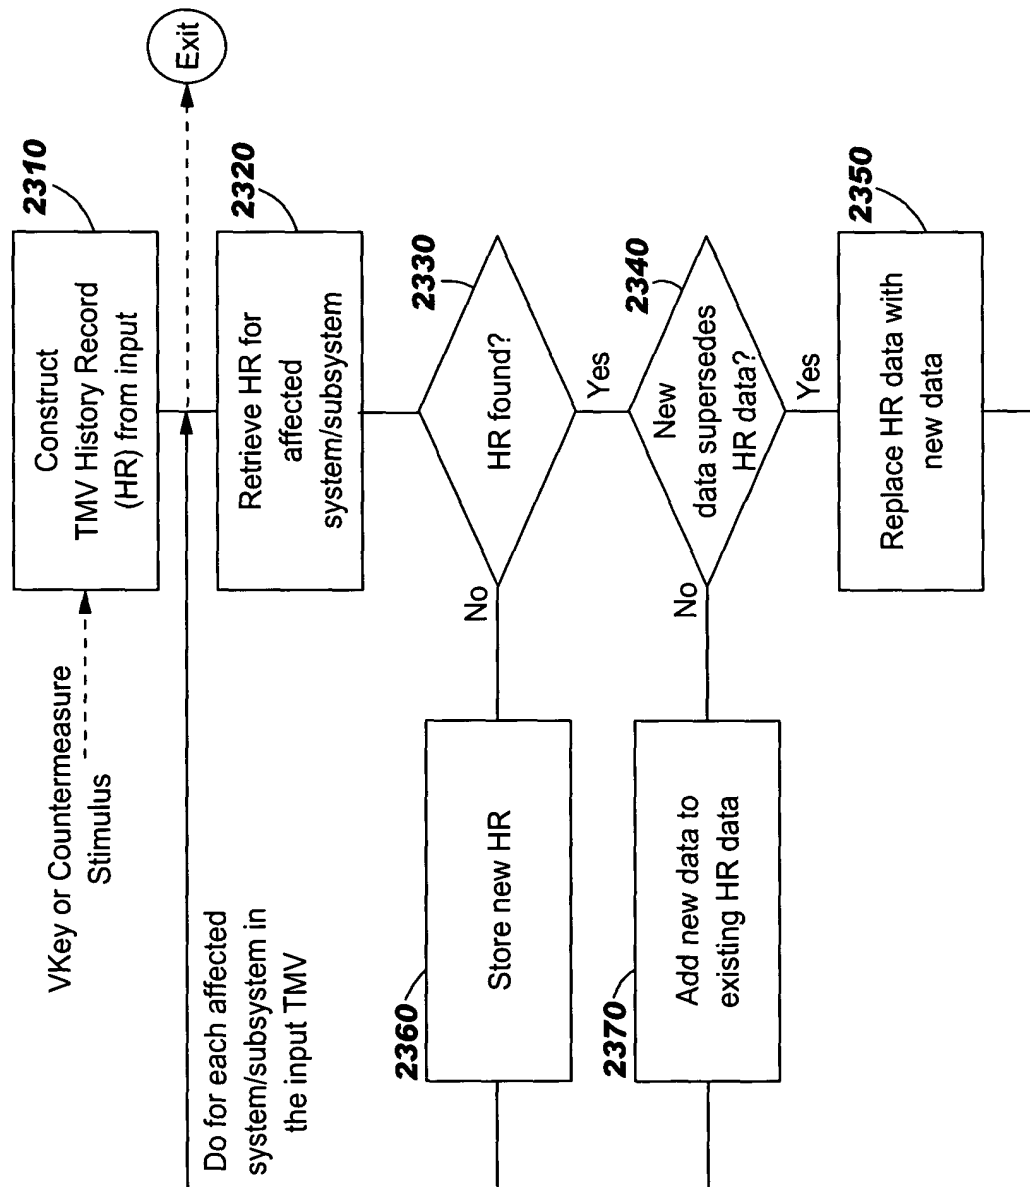 VKey or Countermeasure
Stimulus
2310
Construct
TMV History Record
(HR) from input
Exit
Do for each affected
system/subsystem in
the input TMV
2320
Retrieve HR for
affected
system/subsystem
2330
HR found?
No
Yes
2360
Store new HR
2340
New
data supersedes
HR data?
No
Yes
2370
Add new data to
existing HR data
2350
Replace HR data with
new data